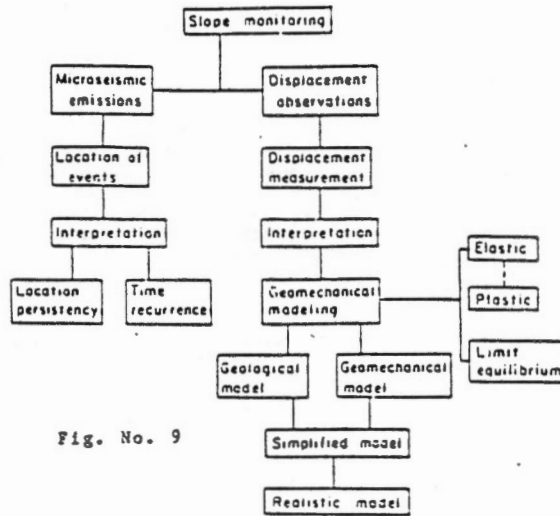 Slope monitoring
Microseismic
emissions
Displacement
observations
Location of
events
Displacement
measurement
Interpretation
Interpretation
Location
persistency
Time
recurrence
Geomechanical
modeling
Elastic
Plastic
Limit
equilibrium
Geological
model
Geomechanical
model
Fig. No. 9
Simplified model
Realistic model